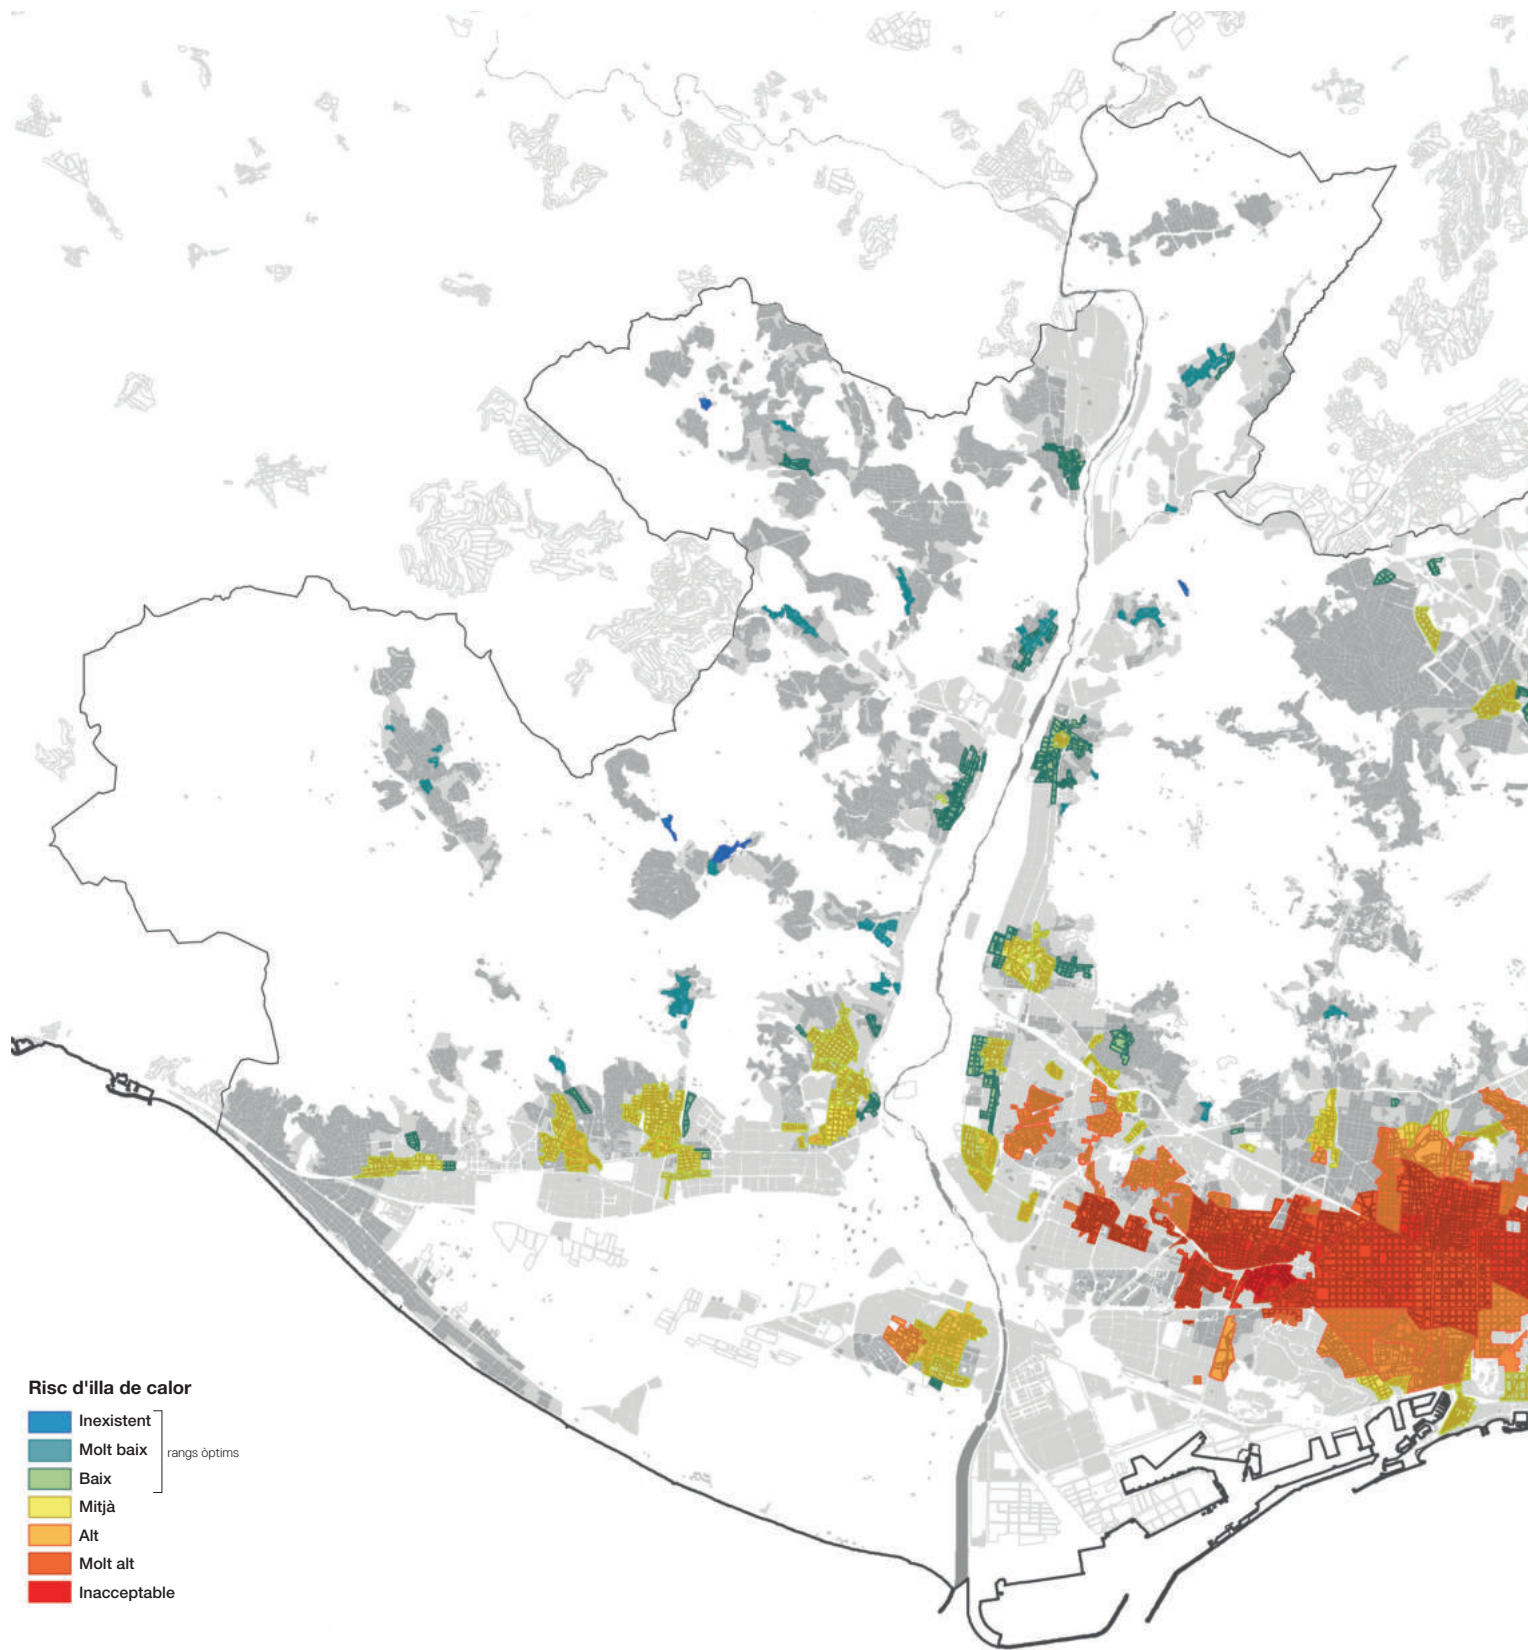 Risc d'illa de calor
Inexistent
Molt baix
rangs òptims
Baix
Mitjà
Alt
Molt alt
Inacceptable